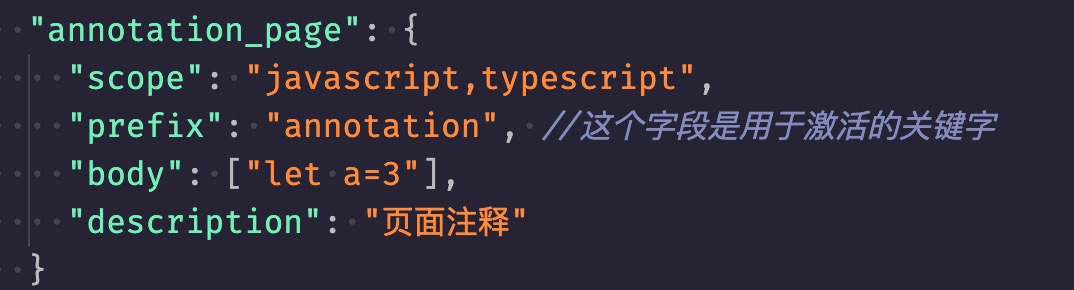 "annotation_page": {
"scope": "javascript,typescript",
"prefix": "annotation", //这个字段是用于激活的关键字
"body": ["let a=3"],
"description": "页面注释"
}